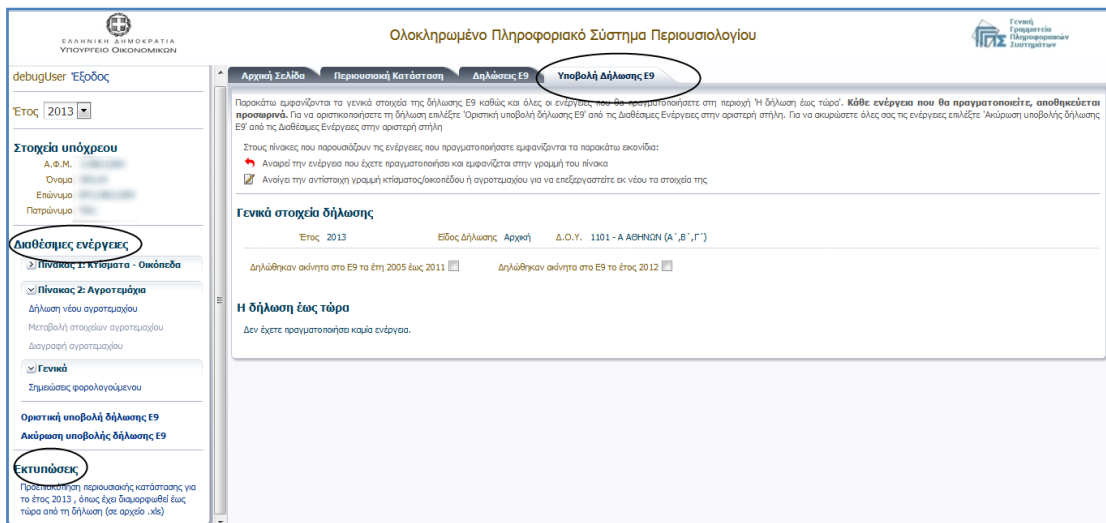 ΕΛΛΗΝΙΚΗ ΔΗΜΟΚΡΑΤΙΑ
ΥΠΟΥΡΓΕΙΟ ΟΙΚΟΝΟΜΙΚΩΝ
Ολοκληρωμένο Πληροφοριακό Σύστημα Περιουσιολογίου
Γενική
Γραμματεία
Πληροφοριακών
Συστημάτων
debugUser Έξοδος
Έτος 2013
Στοιχεία υπόχρεου
Α.Φ.Μ.
Όνομα
Επώνυμο
Πατρώνυμο
Διαθέσιμες ενέργειες
Πίνακας 1: Κτίσματα - Οικόπεδα
Πίνακας 2: Αγροτεμάχια
Δήλωση νέου αγροτεμαχίου
Μεταβολή στοιχείων αγροτεμαχίου
Διαγραφή αγροτεμαχίου
Γενικά
Σημειώσεις φορολογούμενου
Οριστική υποβολή δήλωσης Ε9
Ακύρωση υποβολής δήλωσης Ε9
Εκτυπώσεις
Προεπισκόπηση περιουσιακής κατάστασης για
το έτος 2013 , όπως έχει διαμορφωθεί έως
τώρα από τη δήλωση (σε αρχείο .xls)
Αρχική Σελίδα Περιουσιακή Κατάσταση Δηλώσεις Ε9 Υποβολή Δήλωσης Ε9
Παρακάτω εμφανίζονται τα γενικά στοιχεία της δήλωσης Ε9 καθώς και όλες οι ενέργειες που θα πραγματοποιήσετε στη περιοχή 'Η δήλωση έως τώρα'. Κάθε ενέργεια που θα πραγματοποιείτε, αποθηκεύεται
προσωρινά. Για να οριστικοποιήσετε τη δήλωση επιλέξτε 'Οριστική υποβολή δήλωσης Ε9' από τις Διαθέσιμες Ενέργειες στην αριστερή στήλη. Για να ακυρώσετε όλες σας τις ενέργειες επιλέξτε 'Ακύρωση υποβολής δήλωσης
Ε9' από τις Διαθέσιμες Ενέργειες στην αριστερή στήλη
Στους πίνακες που παρουσιάζουν τις ενέργειες που πραγματοποιήσατε εμφανίζονται τα παρακάτω εικονίδια:
Αναιρεί την ενέργεια που έχετε πραγματοποιήσει και εμφανίζεται στην γραμμή του πίνακα
Ανοίγει την αντίστοιχη γραμμή κτίσματος/οικοπέδου ή αγροτεμαχίου για να επεξεργαστείτε εκ νέου τα στοιχεία της
Γενικά στοιχεία δήλωσης
Έτος 2013 Είδος Δήλωσης Αρχική Δ.Ο.Υ. 1101 - Α ΑΘΗΝΩΝ (Α΄,Β΄,Γ΄)
Δηλώθηκαν ακίνητα στο Ε9 τα έτη 2005 έως 2011 Δηλώθηκαν ακίνητα στο Ε9 το έτος 2012
Η δήλωση έως τώρα
Δεν έχετε πραγματοποιήσει καμία ενέργεια.